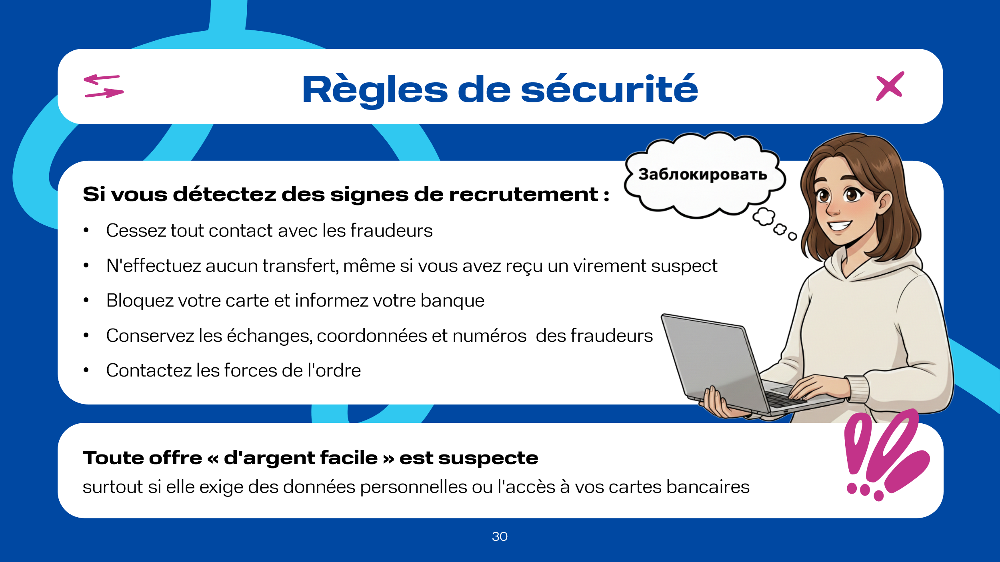 Règles de sécurité
Заблокировать
Si vous détectez des signes de recrutement :
• Cessez tout contact avec les fraudeurs
• N'effectuez aucun transfert, même si vous avez reçu un virement suspect
• Bloquez votre carte et informez votre banque
• Conservez les échanges, coordonnées et numéros  des fraudeurs
• Contactez les forces de l'ordre
Toute offre « d'argent facile » est suspecte
surtout si elle exige des données personnelles ou l'accès à vos cartes bancaires
30